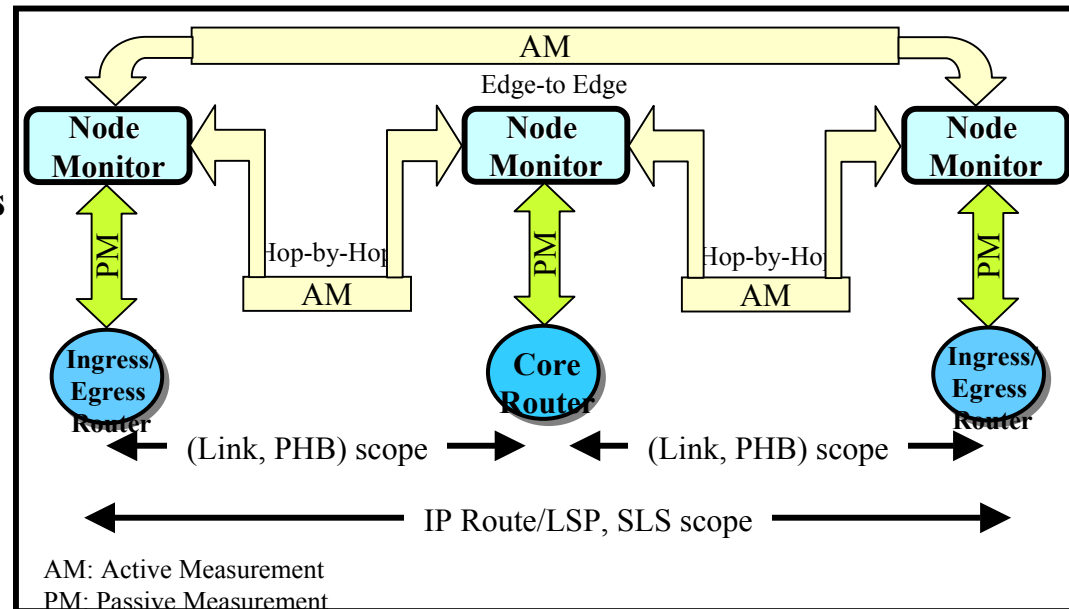 AM
Edge-to Edge
Node
Monitor
Node
Monitor
Node
Monitor
s
PM
Hop-by-Hop
AM
PM
Hop-by-Hop
AM
PM
Ingress/
Egress
Router
Core
Router
Ingress/
Egress
Router
(Link, PHB) scope
(Link, PHB) scope
IP Route/LSP, SLS scope
AM: Active Measurement
PM: Passive Measurement